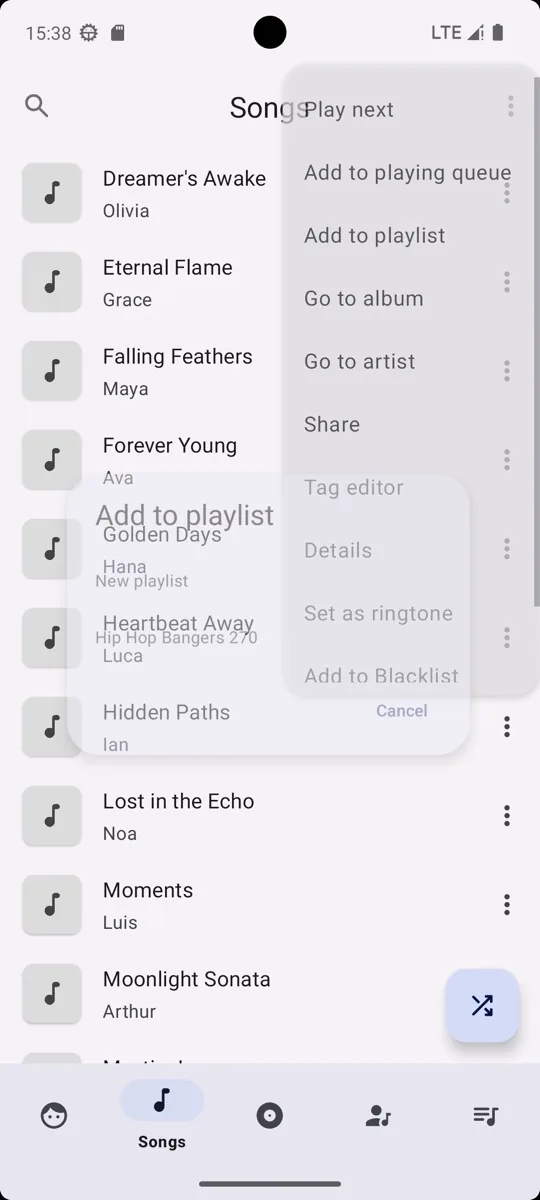 15:38
LTE
Songs
Play next
Add to playing queue
Add to playlist
Go to album
Go to artist
Share
Tag editor
Details
Set as ringtone
Add to Blacklist
Dreamer's Awake
Olivia
Eternal Flame
Grace
Falling Feathers
Maya
Forever Young
Ava
Add to playlist
Golden Days
Hana
New playlist
Heartbeat Away
Hip Hop Bangers 270
Luca
Cancel
Hidden Paths
Ian
Lost in the Echo
Noa
Moments
Luis
Moonlight Sonata
Arthur
Songs